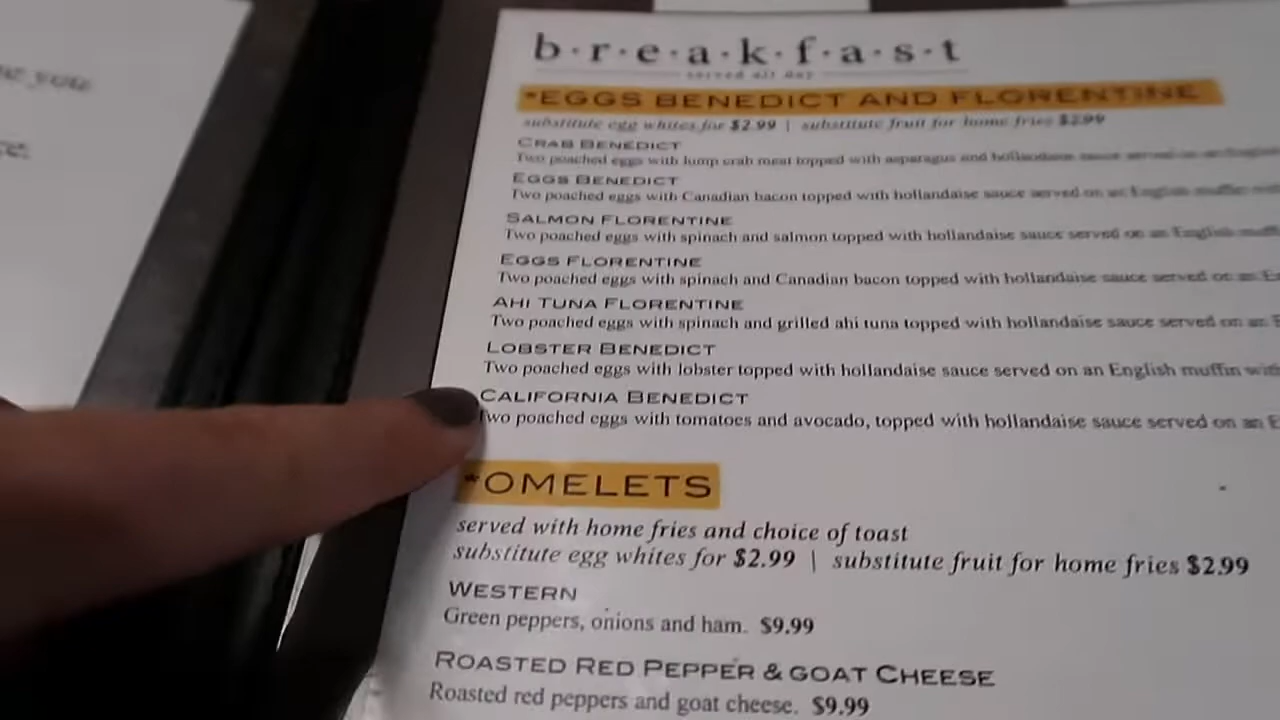 e you
b·r·e·a·k·f·a·s·t
served all day
*EGGS BENEDICT AND FLORENTINE
substitute egg whites for $2.99 | substitute fruit for home fries $2.99
CRAB BENEDICT
Two poached eggs with lump crab meat topped with asparagus and hollandaise sauce served on an English
EGGS BENEDICT
Two poached eggs with Canadian bacon topped with hollandaise sauce served on an English muffin
SALMON FLORENTINE
Two poached eggs with spinach and salmon topped with hollandaise sauce served on an English
EGGS FLORENTINE
Two poached eggs with spinach and Canadian bacon topped with hollandaise sauce served on an E
AHI TUNA FLORENTINE
Two poached eggs with spinach and grilled ahi tuna topped with hollandaise sauce served on an
LOBSTER BENEDICT
Two poached eggs with lobster topped with hollandaise sauce served on an English muffin with
CALIFORNIA BENEDICT
Two poached eggs with tomatoes and avocado, topped with hollandaise sauce served on an E
*OMELETS
served with home fries and choice of toast
substitute egg whites for $2.99 | substitute fruit for home fries $2.99
WESTERN
Green peppers, onions and ham. $9.99
ROASTED RED PEPPER & GOAT CHEESE
Roasted red peppers and goat cheese. $9.99